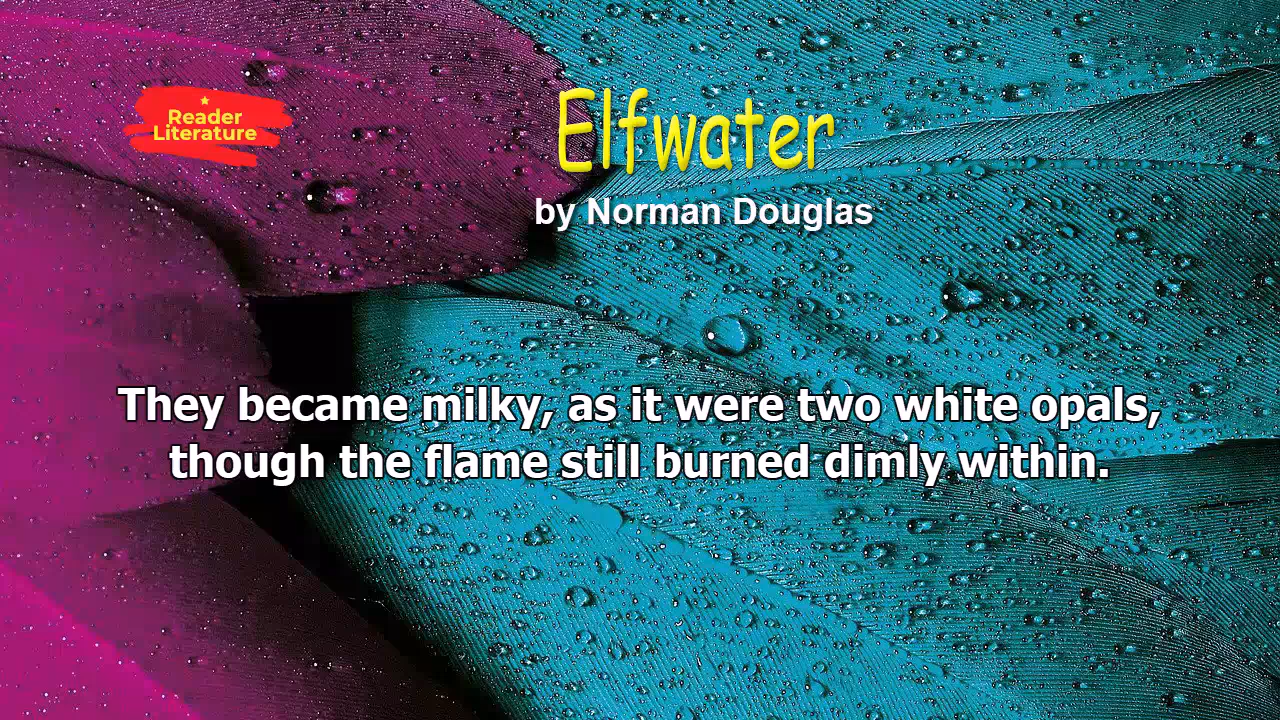 Reader
Literature
Elfwater
by Norman Douglas
They became milky, as it were two white opals,
though the flame still burned dimly within.